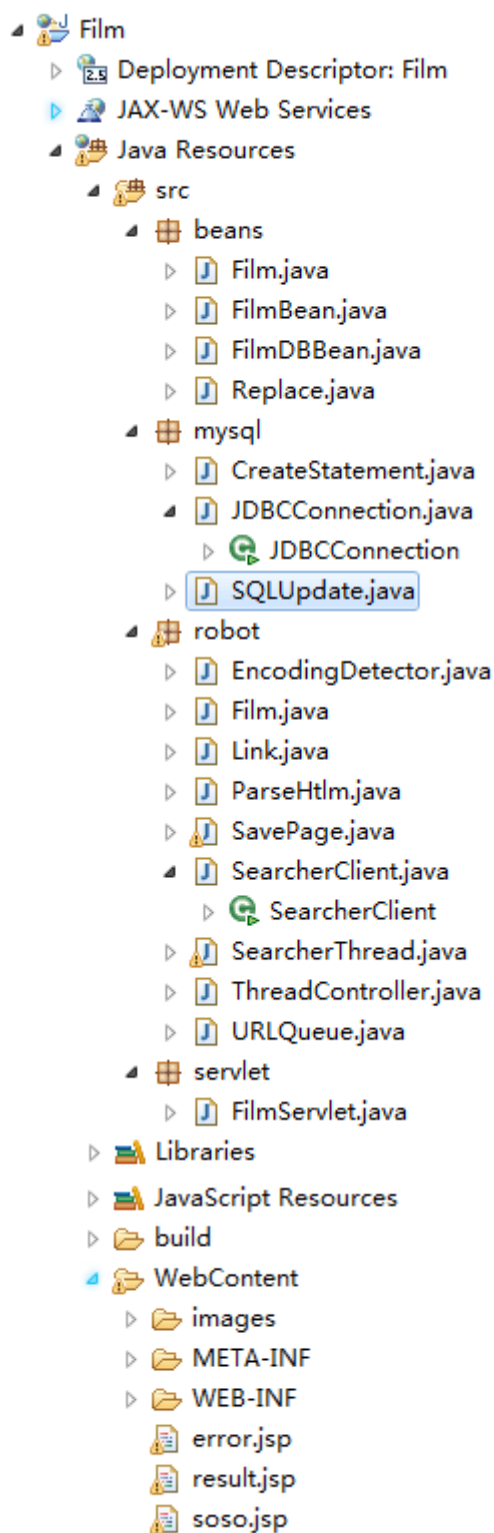 Film
Deployment Descriptor: Film
JAX-WS Web Services
Java Resources
src
beans
Film.java
FilmBean.java
FilmDBBean.java
Replace.java
mysql
CreateStatement.java
JDBCConnection.java
JDBCConnection
SQLUpdate.java
robot
EncodingDetector.java
Film.java
Link.java
ParseHtlm.java
SavePage.java
SearcherClient.java
SearcherClient
SearcherThread.java
ThreadController.java
URLQueue.java
servlet
FilmServlet.java
Libraries
JavaScript Resources
build
WebContent
images
META-INF
WEB-INF
error.jsp
result.jsp
soso.jsp